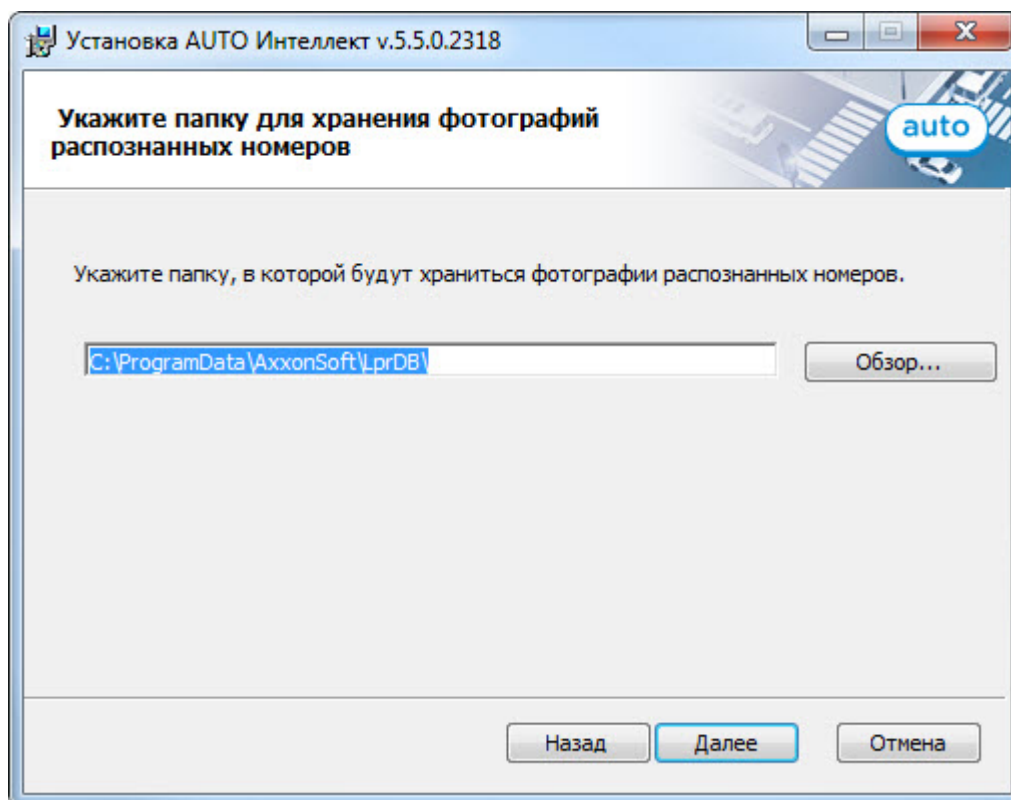 Установка AUTO Интеллект v.5.5.0.2318
Укажите папку для хранения фотографий
распознанных номеров
auto
Укажите папку, в которой будут храниться фотографии распознанных номеров.
C:\ProgramData\AxxonSoft\LprDB\
Обзор...
Назад
Далее
Отмена